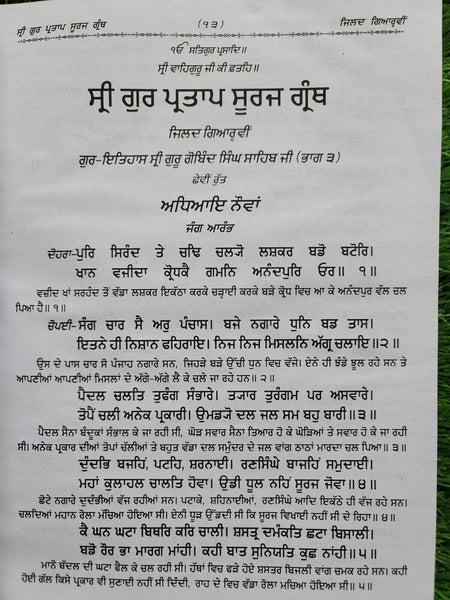 ਸ੍ਰੀ ਗੁਰ ਪ੍ਰਤਾਪ ਸੂਰਜ ਗ੍ਰੰਥ (੧੩) ਜਿਲਦ ਗਿਆਰ੍ਹਵੀਂ
ੴ ਸਤਿਗੁਰ ਪ੍ਰਸਾਦਿ॥
ਸ੍ਰੀ ਵਾਹਿਗੁਰੂ ਜੀ ਕੀ ਫ਼ਤਹਿ॥
ਸ੍ਰੀ ਗੁਰ ਪ੍ਰਤਾਪ ਸੂਰਜ ਗ੍ਰੰਥ
ਜਿਲਦ ਗਿਆਰ੍ਹਵੀਂ
ਗੁਰ-ਇਤਿਹਾਸ ਸ੍ਰੀ ਗੁਰੂ ਗੋਬਿੰਦ ਸਿੰਘ ਸਾਹਿਬ ਜੀ (ਭਾਗ ੩)
ਛੇਵੀਂ ਰੁੱਤ
ਅਧਿਆਇ ਨੌਵਾਂ
ਜੰਗ ਆਰੰਭ
ਦੋਹਰਾ-ਪੁਰਿ ਸਿਰੰਦ ਤੇ ਚਢਿ ਚਲ੍ਯੋ ਲਸ਼ਕਰ ਬਡੋ ਬਟੋਰਿ।
ਖਾਨ ਵਜੀਦਾ ਕ੍ਰੋਧਕੈ ਗਮਨਿ ਅਨੰਦਪੁਰਿ ਓਰ॥ ੧॥
ਵਜ਼ੀਦ ਖਾਂ ਸਰਹੰਦ ਤੋਂ ਵੱਡਾ ਲਸ਼ਕਰ ਇਕੱਠਾ ਕਰਕੇ ਚੜਾਈ ਕਰਕੇ ਬੜੇ ਕ੍ਰੋਧ ਵਿਚ ਆ ਕੇ ਅਨੰਦਪੁਰ ਵੱਲ ਚਲ
ਪਿਆ ਹੈ॥ ੧॥
ਚੌਪਈ-ਸੰਗ ਚਾਰ ਸੈ ਅਰੁ ਪੰਚਾਸ। ਬਜੇ ਨਗਾਰੇ ਧੁਨਿ ਬਡ ਤਾਸ।
ਇਤਨੇ ਹੀ ਨਿਸ਼ਾਨ ਫਹਿਰਾਇ। ਨਿਜ ਨਿਜ ਮਿਸਲਨਿ ਅੱਗ੍ਰ ਚਲਾਇ॥੨॥
ਉਸ ਦੇ ਪਾਸ ਚਾਰ ਸੌ ਪੰਜਾਹ ਨਗਾਰੇ ਸਨ, ਜਿਹੜੇ ਬੜੇ ਉੱਚੀ ਧੁਨ ਵਿਚ ਵੱਜੇ। ਏਨੇ ਹੀ ਝੰਡੇ ਝੂਲ ਰਹੇ ਸਨ ਤੇ
ਆਪਣੀਆਂ ਆਪਣੀਆਂ ਮਿਸਲਾਂ ਦੇ ਅੱਗੇ-ਅੱਗੇ ਲੈ ਕੇ ਚਲੇ ਜਾ ਰਹੇ ਸਨ॥ ੨॥
ਪੈਦਲ ਚਲਤਿ ਤੁਫੰਗ ਸੰਭਾਰੇ। ਤ੍ਯਾਰ ਤੁਰੰਗਮ ਪਰ ਅਸਵਾਰੇ।
ਤੋਪੈਂ ਚਲੀ ਅਨੇਕ ਪ੍ਰਕਾਰੀ। ਉਮਡ੍ਯੋ ਦਲ ਜਲ ਸਮ ਬਹੁ ਬਾਰੀ॥੩॥
ਪੈਦਲ ਸੈਨਾ ਬੰਦੂਕਾਂ ਸੰਭਾਲ ਕੇ ਜਾ ਰਹੀ ਸੀ, ਘੋੜ ਸਵਾਰ ਸੈਨਾ ਤਿਆਰ ਹੋ ਕੇ ਘੋੜਿਆਂ ਤੇ ਸਵਾਰ ਹੋ ਕੇ ਜਾ ਰਹੀ
ਸੀ। ਅਨੇਕ ਪ੍ਰਕਾਰ ਦੀਆਂ ਤੋਪਾਂ ਚੱਲੀਆਂ ਤੇ ਬਹੁਤ ਵੱਡਾ ਦਲ ਸਮੁੰਦਰ ਦੇ ਜਲ ਵਾਂਗ ਠਾਠਾਂ ਮਾਰਦਾ ਚਲ ਪਿਆ॥ ੩॥
ਦੁੰਦਭਿ ਬਜਹਿਂ, ਪਟਹਿ, ਸ਼ਰਨਾਈ। ਰਣਸਿੰਘੇ ਬਾਜਹਿਂ ਸਮੁਦਾਈ।
ਮਹਾਂ ਕੁਲਾਹਲ ਚਾਲਤਿ ਹੋਵਾ। ਉਡੀ ਧੂਲ ਨਹਿਂ ਸੂਰਜ ਜੋਵਾ॥੪॥
ਛੋਟੇ ਨਗਾਰੇ ਦੁਦੰਭੀਆਂ ਵੱਜ ਰਹੀਆਂ ਸਨ। ਪਟਾਕੇ, ਸ਼ਹਿਨਾਈਆਂ, ਰਣਸਿੰਘੇ ਆਦਿ ਇਕੱਠੇ ਹੀ ਵੱਜ ਰਹੇ ਸਨ।
ਚਲਦਿਆਂ ਮਹਾਨ ਰੌਲਾ ਮੱਚਿਆ ਹੋਇਆ ਸੀ। ਏਨੀ ਧੂੜ ਉੱਡਦੀ ਸੀ ਕਿ ਸੂਰਜ ਵਿਖਾਈ ਨਹੀਂ ਸੀ ਦੇ ਰਿਹਾ॥ ੪॥
ਕੈ ਘਨ ਘਟਾ ਬਿਥਰਿ ਕਰਿ ਚਾਲੀ। ਸ਼ਸਤ੍ਰ ਦਮੰਕਤਿ ਛਟਾ ਬਿਸਾਲੀ।
ਬਡੋ ਰੌਰ ਭਾ ਮਾਰਗ ਮਾਂਹੀ। ਕਹੀ ਬਾਤ ਸੁਨਿਯਤਿ ਕੁਛ ਨਾਂਹੀ॥੫॥
ਮਾਨੋ ਬੱਦਲ ਦੀ ਘਟਾ ਫੈਲ ਕੇ ਚਲ ਰਹੀ ਸੀ। ਹੱਥਾਂ ਵਿਚ ਫੜੇ ਹੋਏ ਸ਼ਸਤਰ ਬਿਜਲੀ ਵਾਂਗ ਚਮਕ ਰਹੇ ਸਨ। ਕਹੀ
ਹੋਈ ਗੱਲ ਕਿਸੇ ਪ੍ਰਕਾਰ ਵੀ ਸੁਣਾਈ ਨਹੀਂ ਸੀ ਦਿੰਦੀ, ਰਾਹ ਦੇ ਵਿਚ ਵੱਡਾ ਰੌਲਾ ਮਚਿਆ ਹੋਇਆ ਸੀ॥ ੫॥